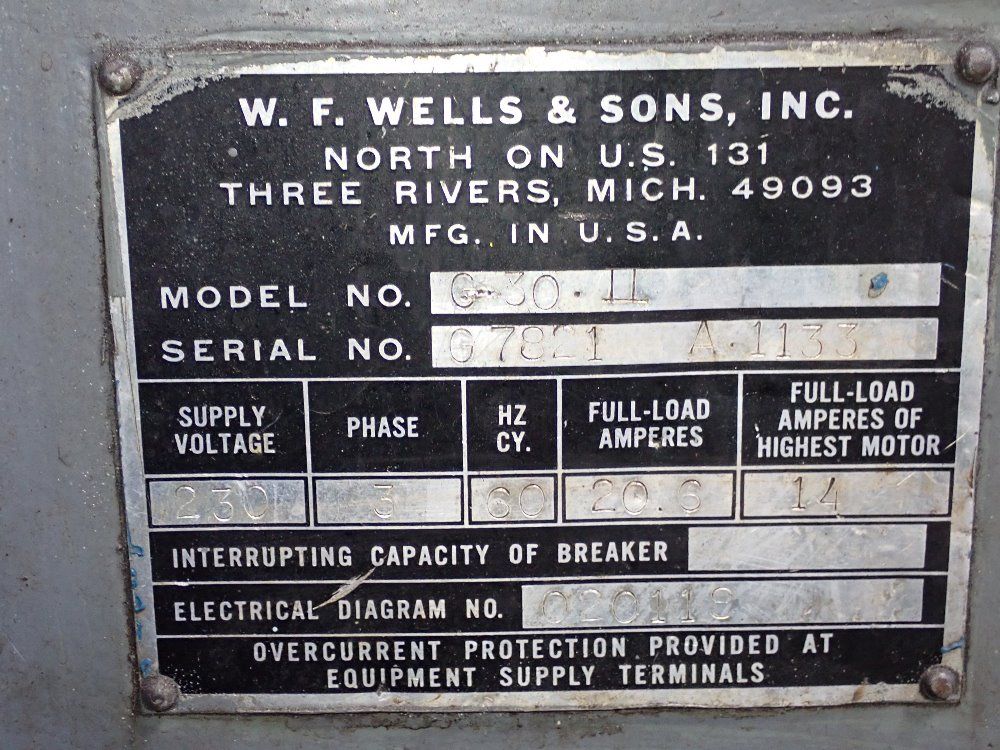 W. F. WELLS & SONS, INC.
NORTH ON U.S. 131
THREE RIVERS, MICH. 49093
MFG. IN U.S.A.
MODEL NO. G-30-11
SERIAL NO. G7821 A-1133
SUPPLY VOLTAGE
PHASE
HZ CY.
FULL-LOAD AMPERES
FULL-LOAD AMPERES OF HIGHEST MOTOR
230 3 60 20.6 14
INTERRUPTING CAPACITY OF BREAKER
ELECTRICAL DIAGRAM NO. 020119
OVERCURRENT PROTECTION PROVIDED AT
EQUIPMENT SUPPLY TERMINALS